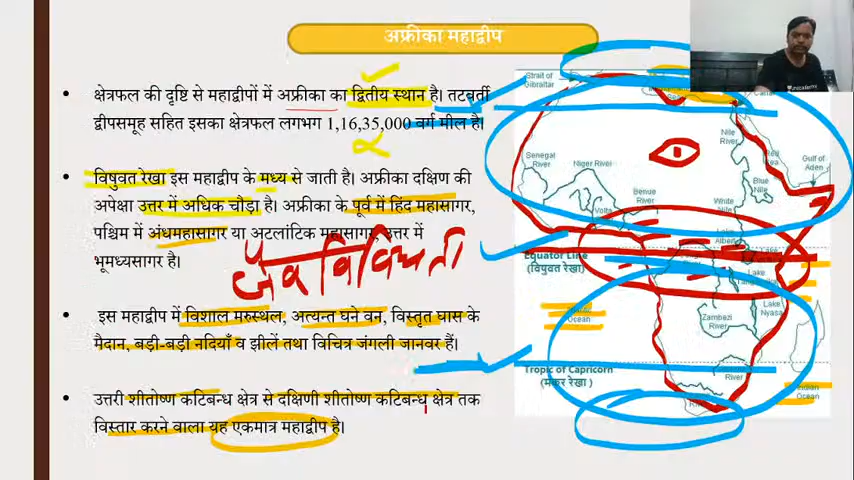 अफ्रीका महाद्वीप
क्षेत्रफल की दृष्टि से महाद्वीपों में अफ्रीका का द्वितीय स्थान है। तटवर्ती
द्वीपसमूह सहित इसका क्षेत्रफल लगभग 1,16,35,000 वर्ग मील है।
विषुवत रेखा इस महाद्वीप के मध्य से जाती है। अफ्रीका दक्षिण की
अपेक्षा उत्तर में अधिक चौड़ा है। अफ्रीका के पूर्व में हिंद महासागर,
पश्चिम में अंधमहासागर या अटलांटिक महासागर, उत्तर में
भूमध्यसागर है।
जैव विविधता
इस महाद्वीप में विशाल मरुस्थल, अत्यन्त घने वन, विस्तृत घास के
मैदान, बड़ी-बड़ी नदियाँ व झीलें तथा विचित्र जंगली जानवर हैं।
उत्तरी शीतोष्ण कटिबन्ध क्षेत्र से दक्षिणी शीतोष्ण कटिबन्ध क्षेत्र तक
विस्तार करने वाला यह एकमात्र महाद्वीप है।
Strait of
Gibraltar
Nile
River
Red
Sea
Gulf of
Aden
Senegal
River
Niger River
Benue
River
Blue
Nile
White
Nile
Volta
Lake
Albert
Equator Line
(विषुवत रेखा)
Lake
Lake
Nyasa
Zambezi
River
Ocean
Tropic of Capricorn
(मकर रेखा )
River
Indian
Ocean